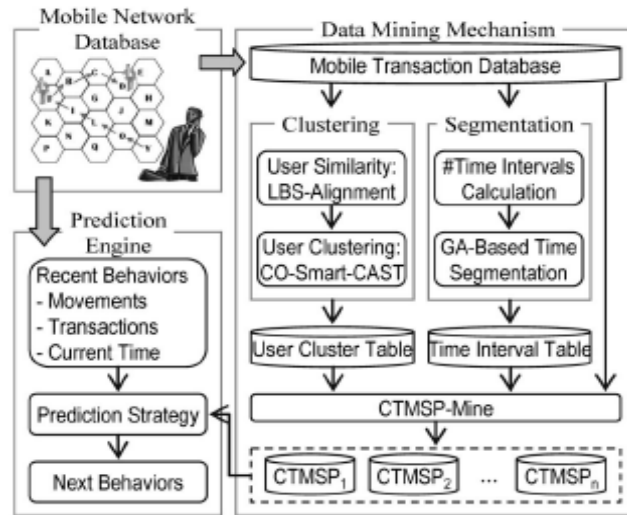 Mobile Network
Database
A
B
C
D
E
F
G
H
I
J
K
L
M
N
O
P
Q
Y
Data Mining Mechanism
Mobile Transaction Database
Clustering
User Similarity:
LBS-Alignment
User Clustering:
CO-Smart-CAST
User Cluster Table
Segmentation
#Time Intervals
Calculation
GA-Based Time
Segmentation
Time Interval Table
CTMSP-Mine
CTMSP1
CTMSP2
...
CTMSPn
Prediction
Engine
Recent Behaviors
- Movements
- Transactions
- Current Time
Prediction Strategy
Next Behaviors